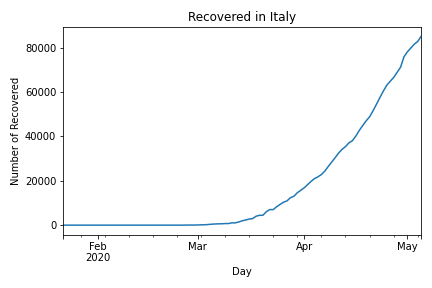 Recovered in Italy
Number of Recovered
80000
60000
40000
20000
0
Feb
2020
Mar
Apr
May
Day